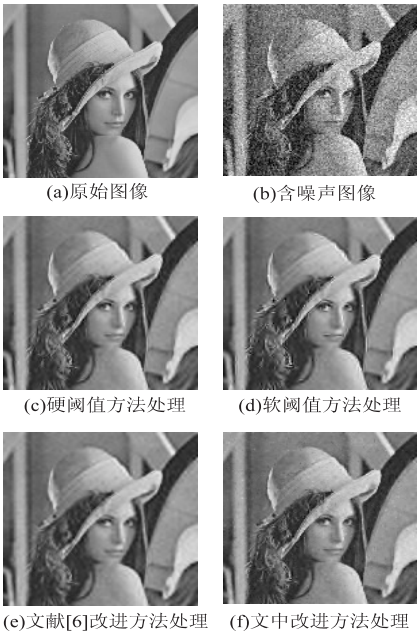 (a)原始图像
(b)含噪声图像
(c)硬阈值方法处理
(d)软阈值方法处理
(e)文献[6]改进方法处理
(f)文中改进方法处理